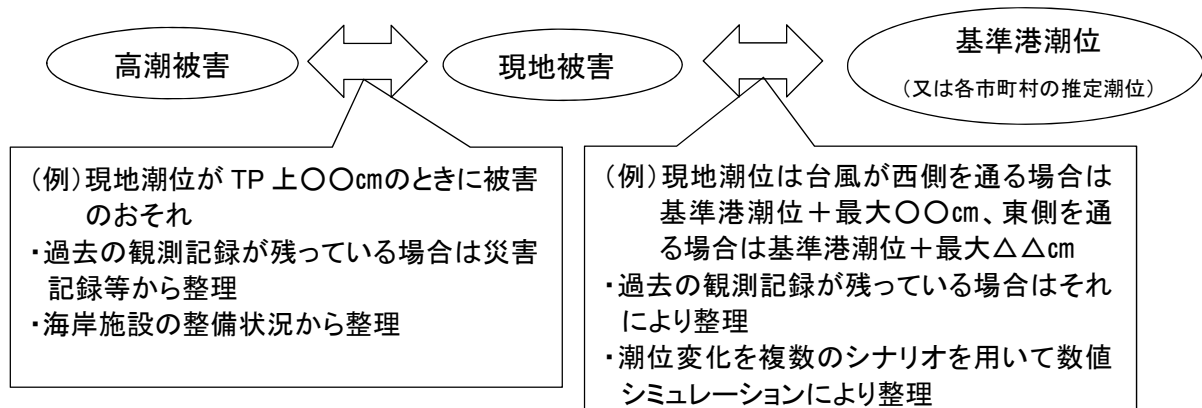 高潮被害
現地被害
基準港潮位
(又は各市町村の推定潮位)
(例)現地潮位が TP 上〇〇㎝のときに被害
のおそれ
・過去の観測記録が残っている場合は災害
記録等から整理
・海岸施設の整備状況から整理
(例)現地潮位は台風が西側を通る場合は
基準港潮位+最大〇〇㎝、東側を通
る場合は基準港潮位+最大△△㎝
・過去の観測記録が残っている場合はそれ
により整理
・潮位変化を複数のシナリオを用いて数値
シミュレーションにより整理